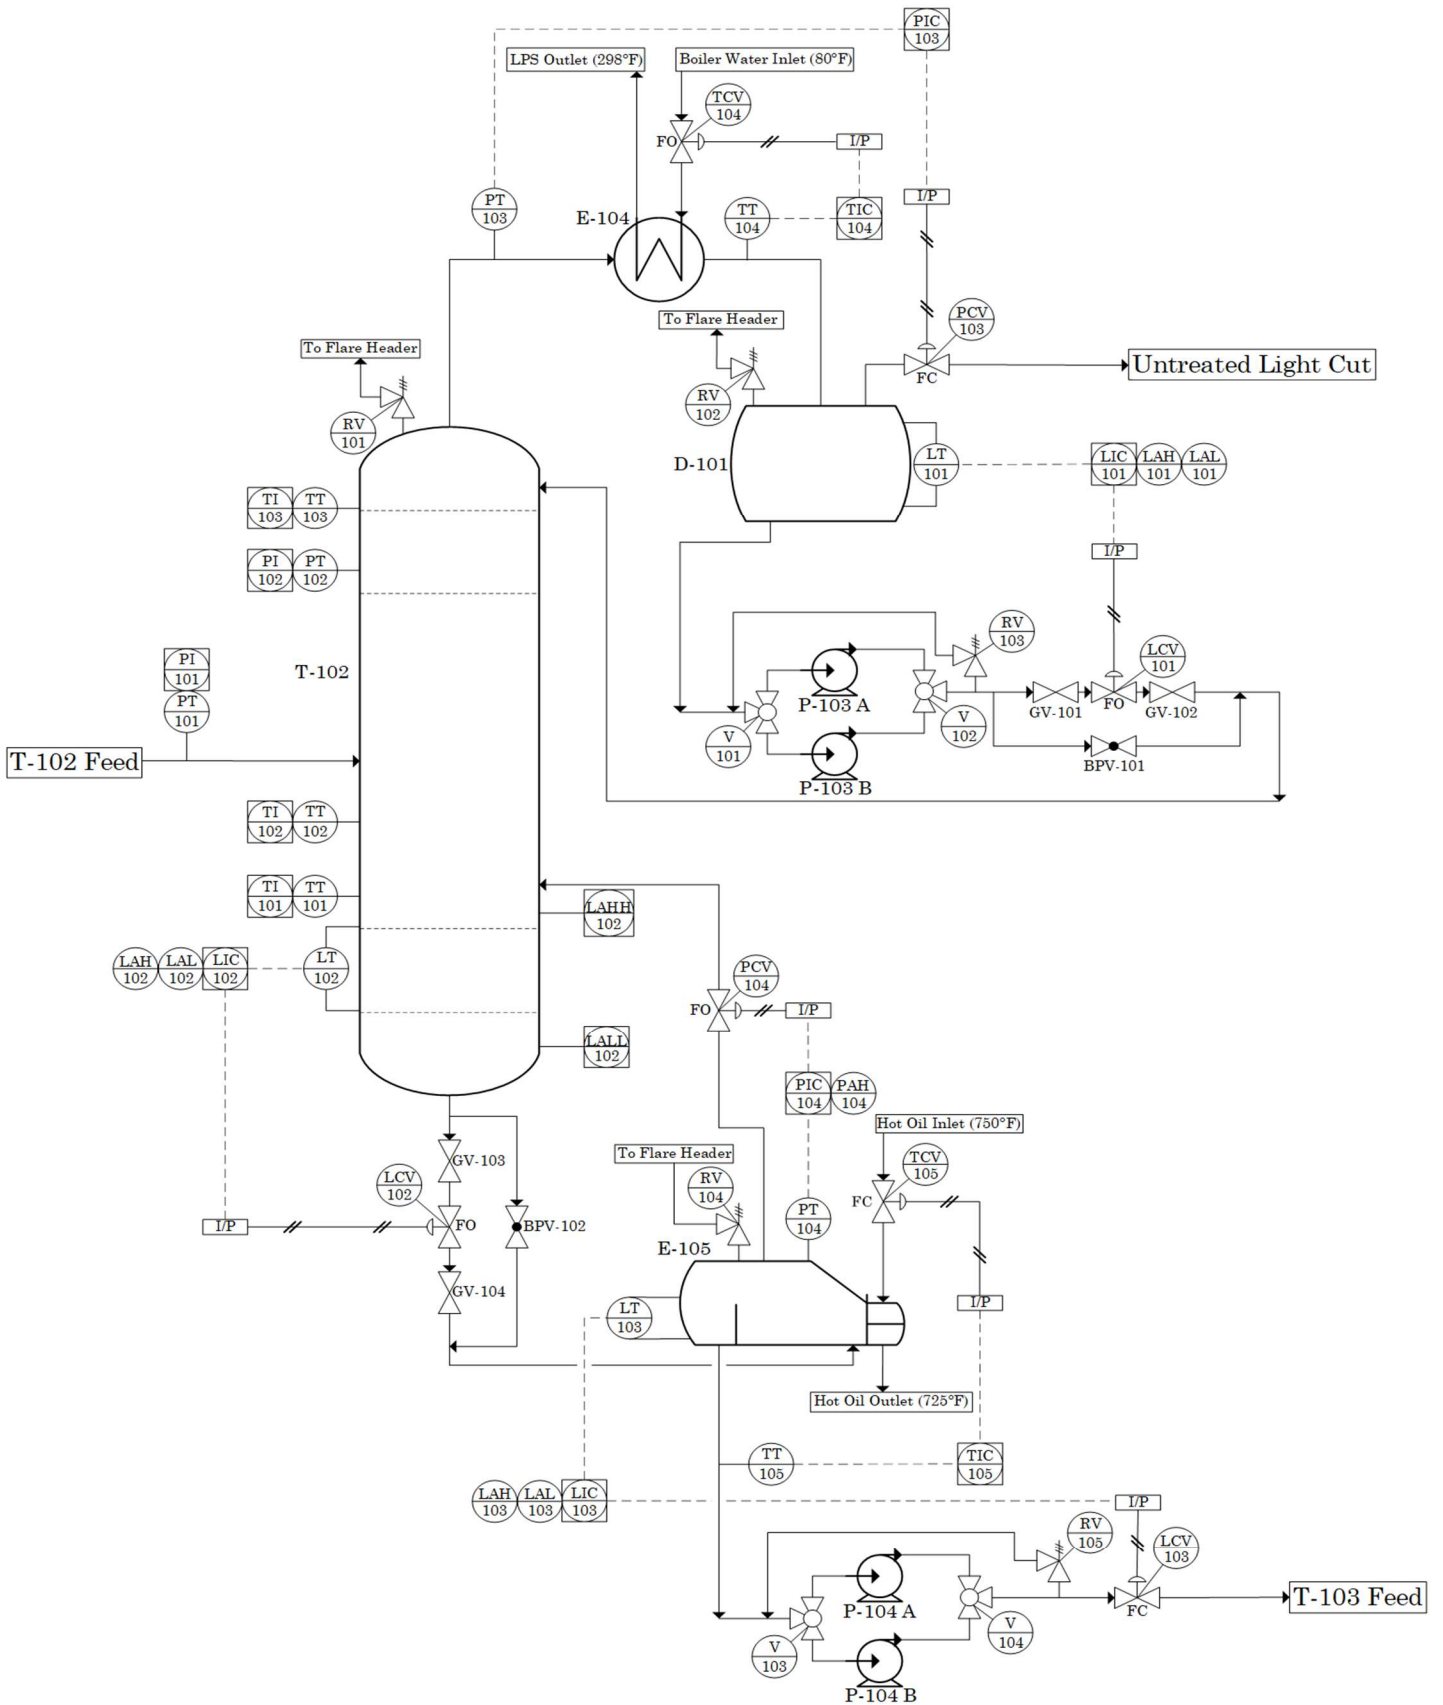 PIC
103
LPS Outlet (298°F)
Boiler Water Inlet (80°F)
TCV
104
FO
I/P
PT
103
E-104
TT
104
TIC
104
I/P
To Flare Header
PCV
103
FC
Untreated Light Cut
To Flare Header
RV
101
RV
102
D-101
LT
101
LIC
101
LAH
101
LAL
101
TI
103
TT
103
I/P
PI
102
PT
102
RV
103
LCV
101
PI
101
PT
101
T-102
P-103 A
V
101
V
102
GV-101
FO
GV-102
T-102 Feed
BPV-101
P-103 B
TI
102
TT
102
TI
101
TT
101
LAHH
102
LAH
102
LAL
102
LIC
102
LT
102
PCV
104
FO
I/P
LALL
102
PIC
104
PAH
104
Hot Oil Inlet (750°F)
To Flare Header
GV-103
LCV
102
RV
104
TCV
105
FC
PT
104
I/P
FO
BPV-102
E-105
GV-104
I/P
LT
103
Hot Oil Outlet (725°F)
TT
105
TIC
105
LAH
103
LAL
103
LIC
103
I/P
RV
105
LCV
103
P-104 A
FC
T-103 Feed
V
103
V
104
P-104 B